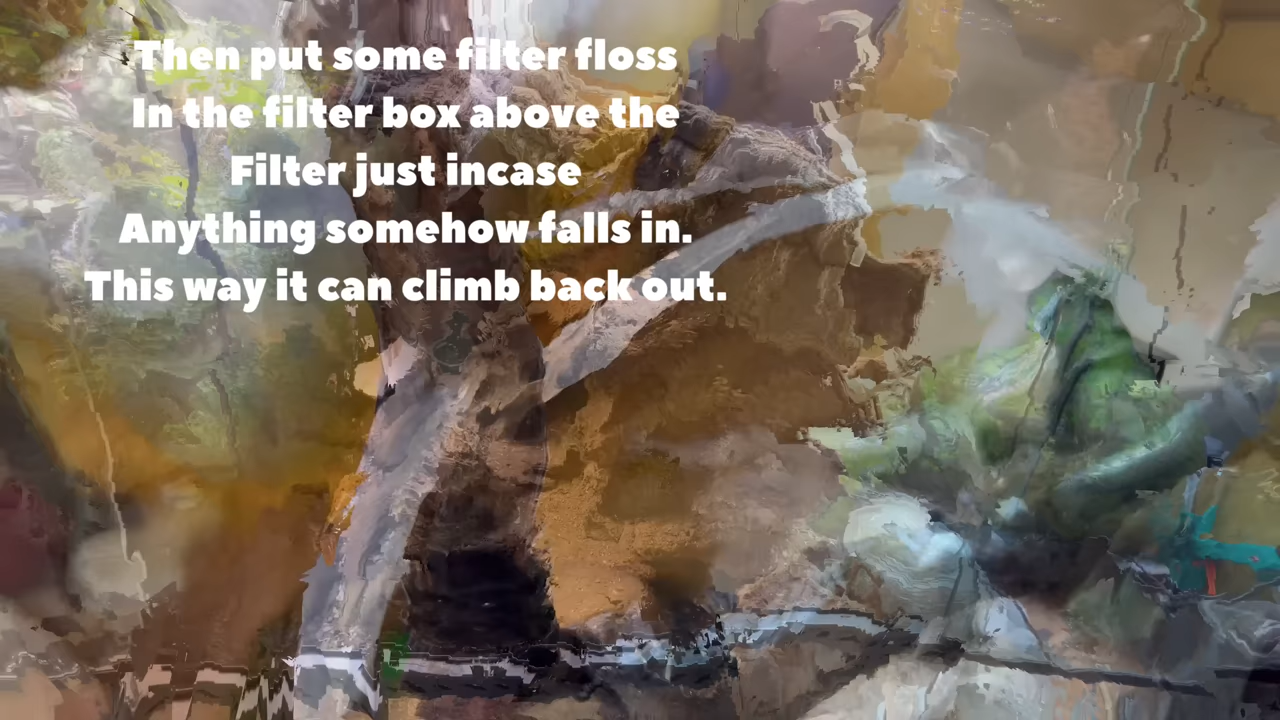 Then put some filter floss
In the filter box above the
Filter just incase
Anything somehow falls in.
This way it can climb back out.